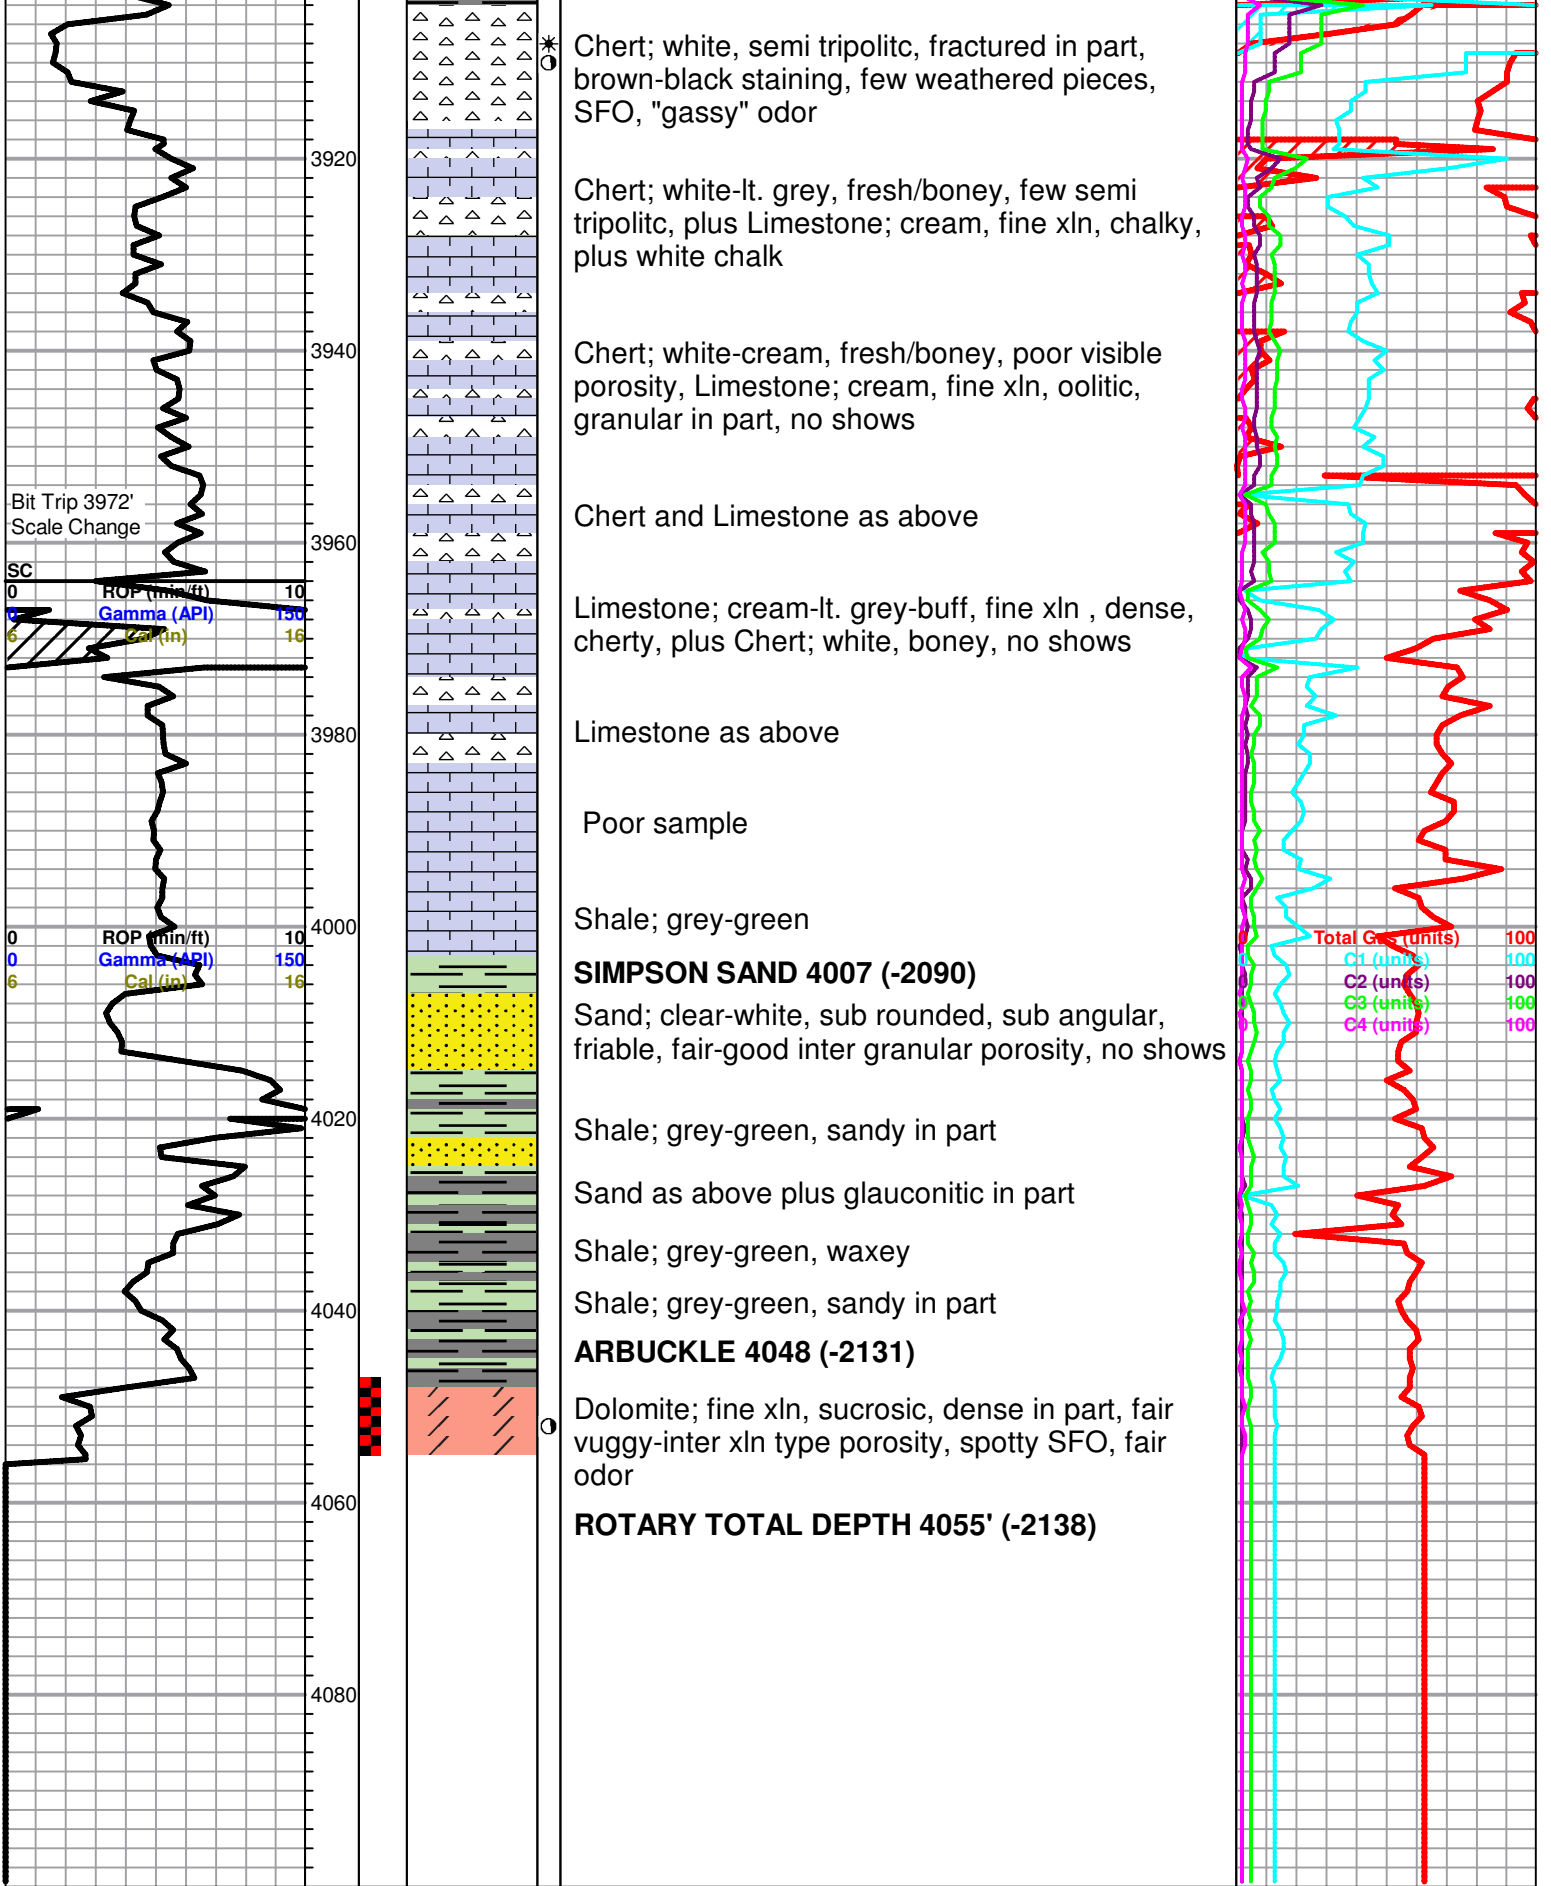 Chert; white, semi tripolitc, fractured in part,
brown-black staining, few weathered pieces,
SFO, "gassy" odor
3920
Chert; white-lt. grey, fresh/boney, few semi
tripolitc, plus Limestone; cream, fine xln, chalky,
plus white chalk
3940
Chert; white-cream, fresh/boney, poor visible
porosity, Limestone; cream, fine xln, oolitic,
granular in part, no shows
Bit Trip 3972'
Scale Change
Chert and Limestone as above
3960
SC
0 ROP (min/ft) 10
0 Gamma (API) 150
6 Cal (in) 16
Limestone; cream-lt. grey-buff, fine xln , dense,
cherty, plus Chert; white, boney, no shows
3980
Limestone as above
Poor sample
Shale; grey-green
4000
0 ROP (min/ft) 10
0 Gamma (API) 150
6 Cal (in) 16
0 Total Gas (units) 100
0 C1 (units) 100
0 C2 (units) 100
0 C3 (units) 100
0 C4 (units) 100
SIMPSON SAND 4007 (-2090)
Sand; clear-white, sub rounded, sub angular,
friable, fair-good inter granular porosity, no shows
4020
Shale; grey-green, sandy in part
Sand as above plus glauconitic in part
Shale; grey-green, waxey
Shale; grey-green, sandy in part
4040
ARBUCKLE 4048 (-2131)
Dolomite; fine xln, sucrosic, dense in part, fair
vuggy-inter xln type porosity, spotty SFO, fair
odor
4060
ROTARY TOTAL DEPTH 4055' (-2138)
4080